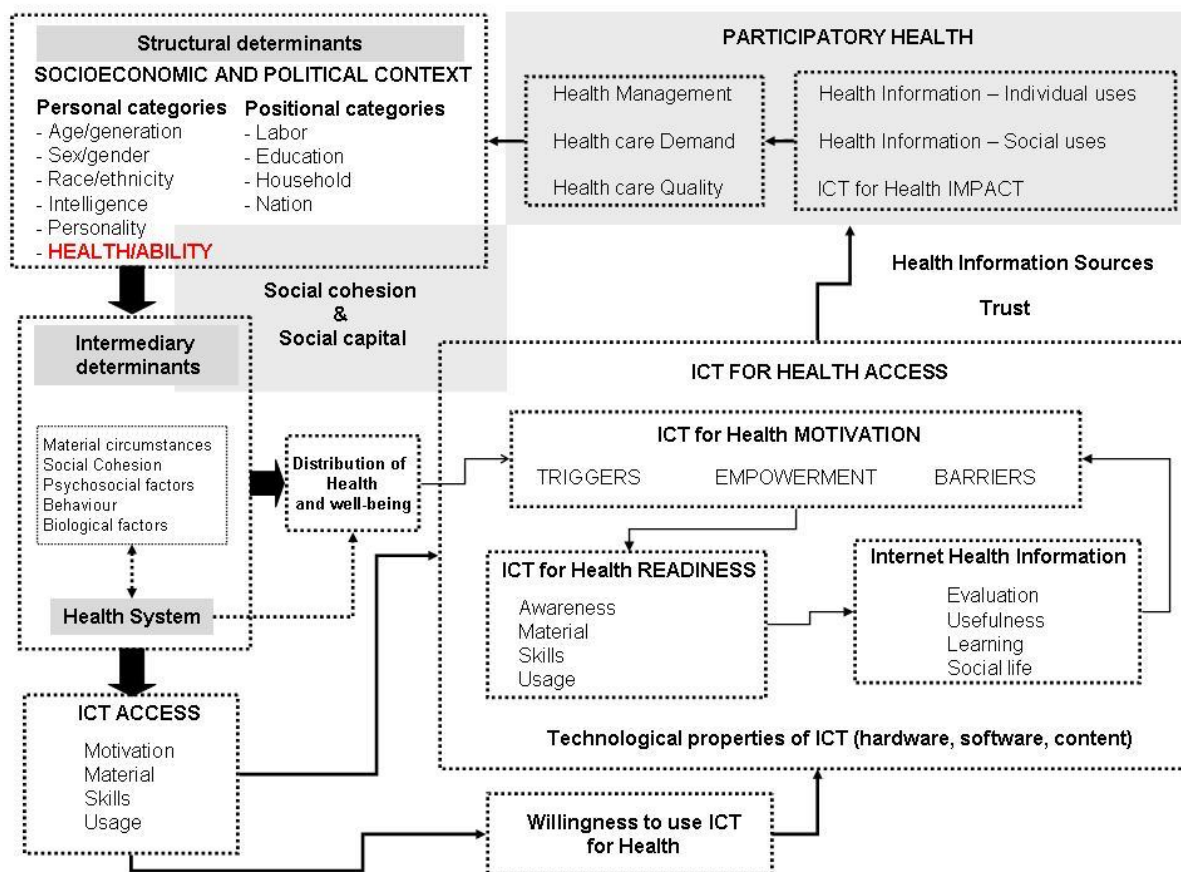 Structural determinants
SOCIOECONOMIC AND POLITICAL CONTEXT
Personal categories
- Age/generation
- Sex/gender
- Race/ethnicity
- Intelligence
- Personality
- HEALTH/ABILITY
Positional categories
- Labor
- Education
- Household
- Nation
PARTICIPATORY HEALTH
Health Management
Health care Demand
Health care Quality
Health Information – Individual uses
Health Information – Social uses
ICT for Health IMPACT
Social cohesion
&
Social capital
Health Information Sources
Trust
Intermediary
determinants
Material circumstances
Social Cohesion
Psychosocial factors
Behaviour
Biological factors
Health System
Distribution of
Health
and well-being
ICT FOR HEALTH ACCESS
ICT for Health MOTIVATION
TRIGGERS EMPOWERMENT BARRIERS
ICT for Health READINESS
Awareness
Material
Skills
Usage
Internet Health Information
Evaluation
Usefulness
Learning
Social life
Technological properties of ICT (hardware, software, content)
ICT ACCESS
Motivation
Material
Skills
Usage
Willingness to use ICT
for Health